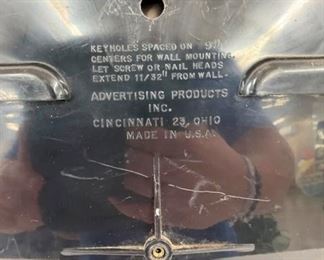 KEYHOLES SPACED ON 9"
CENTERS FOR WALL MOUNTING.
LET SCREW OR NAIL HEADS
EXTEND 11/32" FROM WALL.
ADVERTISING PRODUCTS
INC.
CINCINNATI 23, OHIO
MADE IN U.S.A.